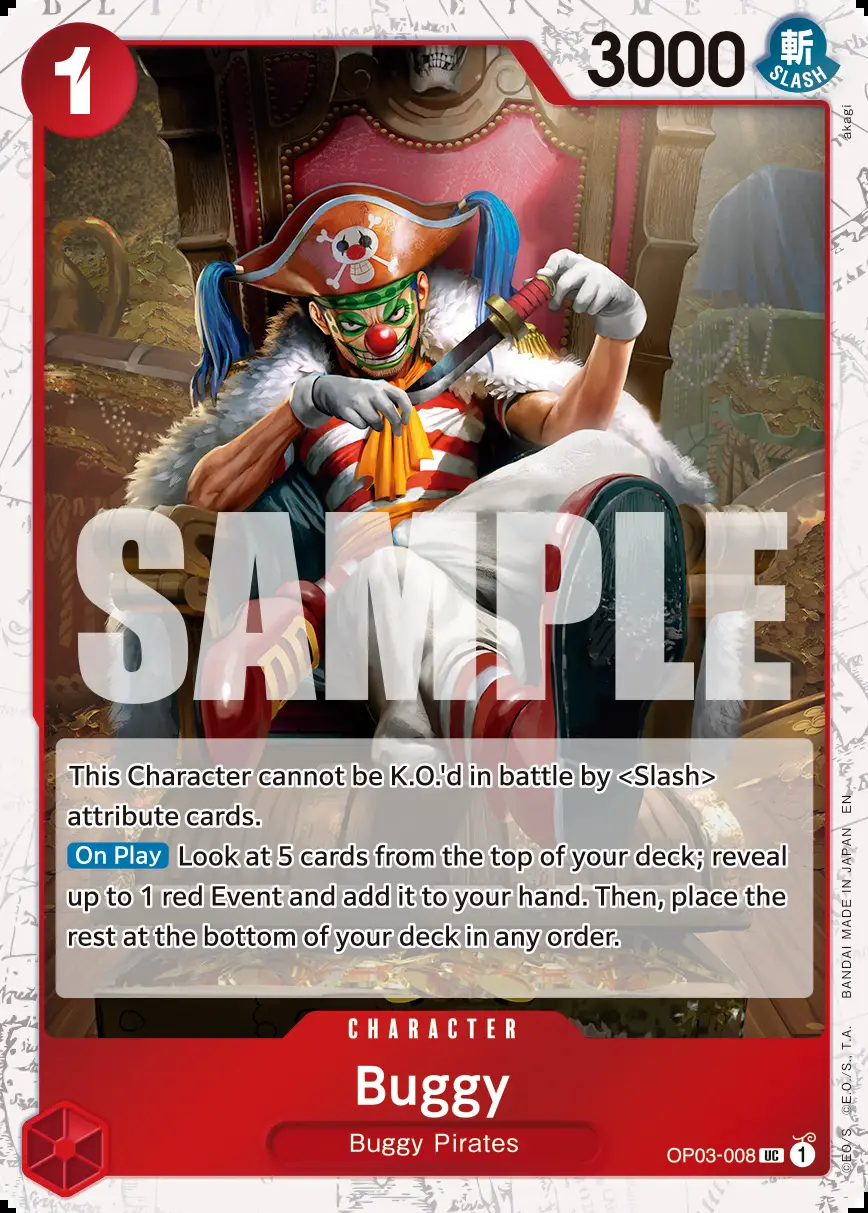 1
3000
斬
SLASH
akagi
SAMPLE
This Character cannot be K.O.'d in battle by <Slash>
attribute cards.
On Play Look at 5 cards from the top of your deck; reveal
up to 1 red Event and add it to your hand. Then, place the
rest at the bottom of your deck in any order.
CHARACTER
Buggy
Buggy Pirates
OP03-008 UC 1
©E.O./S. ©E.O./S., T.A. BANDAI MADE IN JAPAN EN